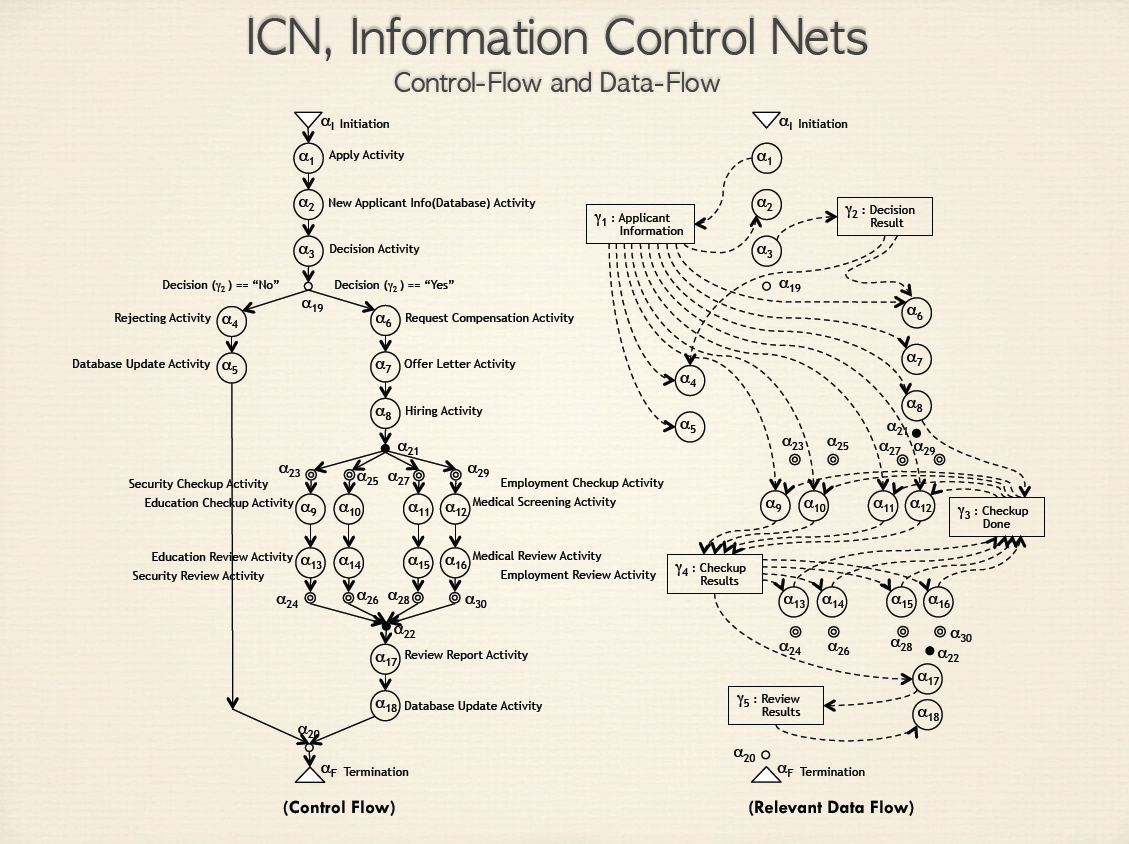 ICN, Information Control Nets
Control-Flow and Data-Flow
αI Initiation
α1 Apply Activity
α2 New Applicant Info(Database) Activity
α3 Decision Activity
Decision (γ2) == “No”
Decision (γ2) == “Yes”
α19
Rejecting Activity α4
α6 Request Compensation Activity
Database Update Activity α5
α7 Offer Letter Activity
α8 Hiring Activity
α21
α23
α25
α27
α29
Security Checkup Activity
Employment Checkup Activity
Education Checkup Activity
α9
α10
α11
α12
Medical Screening Activity
Education Review Activity
Medical Review Activity
α13
α14
α15
α16
Security Review Activity
Employment Review Activity
α24
α26
α28
α30
α22
α17 Review Report Activity
α18 Database Update Activity
α20
αF Termination
(Control Flow)
αI Initiation
α1
α2
γ1 : Applicant
Information
γ2 : Decision
Result
α3
α19
α6
α7
α4
α8
α5
α21
α23
α25
α27
α29
α9
α10
α11
α12
γ3 : Checkup
Done
γ4 : Checkup
Results
α13
α14
α15
α16
α24
α26
α28
α30
α22
α17
γ5 : Review
Results
α18
α20
αF Termination
(Relevant Data Flow)